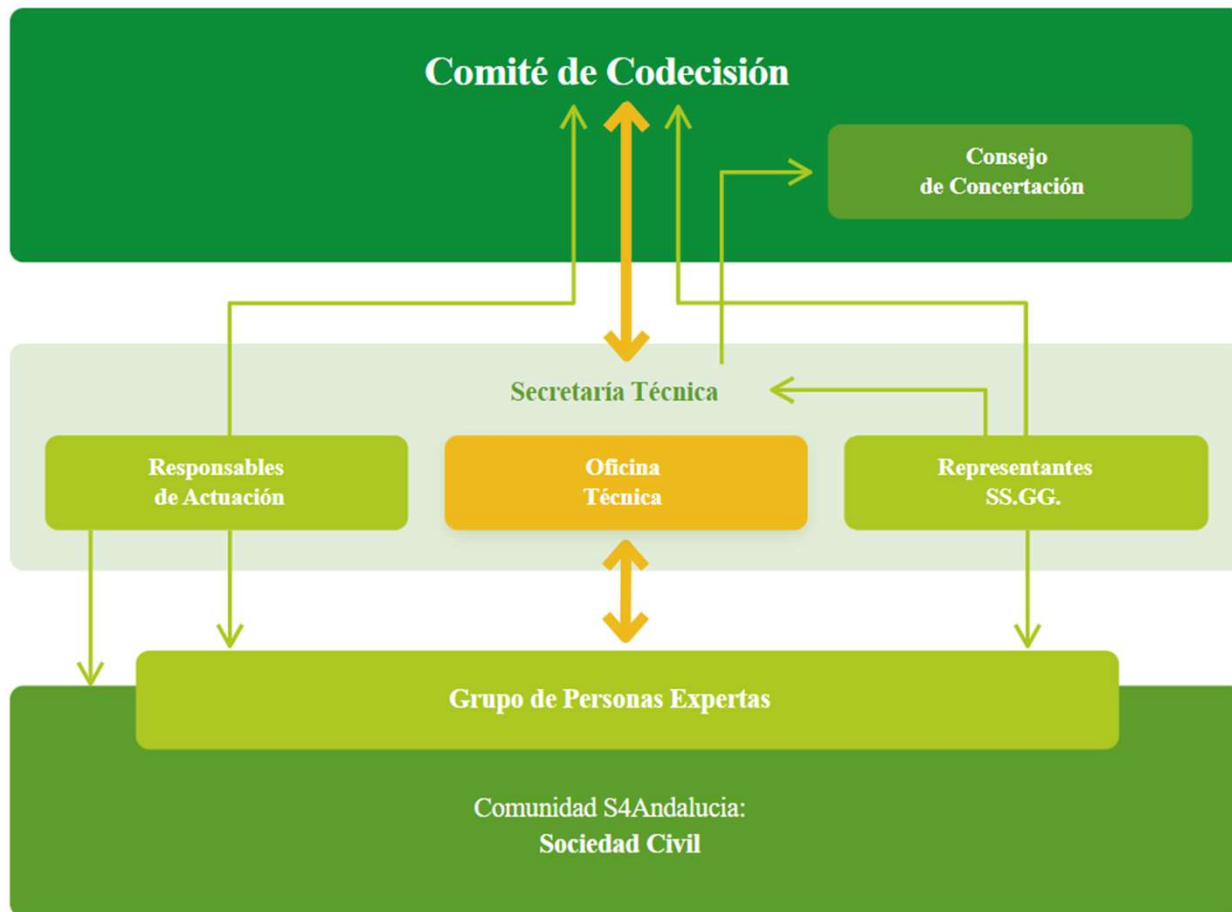 Comité de Codecisión
Consejo
de Concertación
Secretaría Técnica
Responsables
de Actuación
Oficina
Técnica
Representantes
SS.GG.
Grupo de Personas Expertas
Comunidad S4Andalucia:
Sociedad Civil